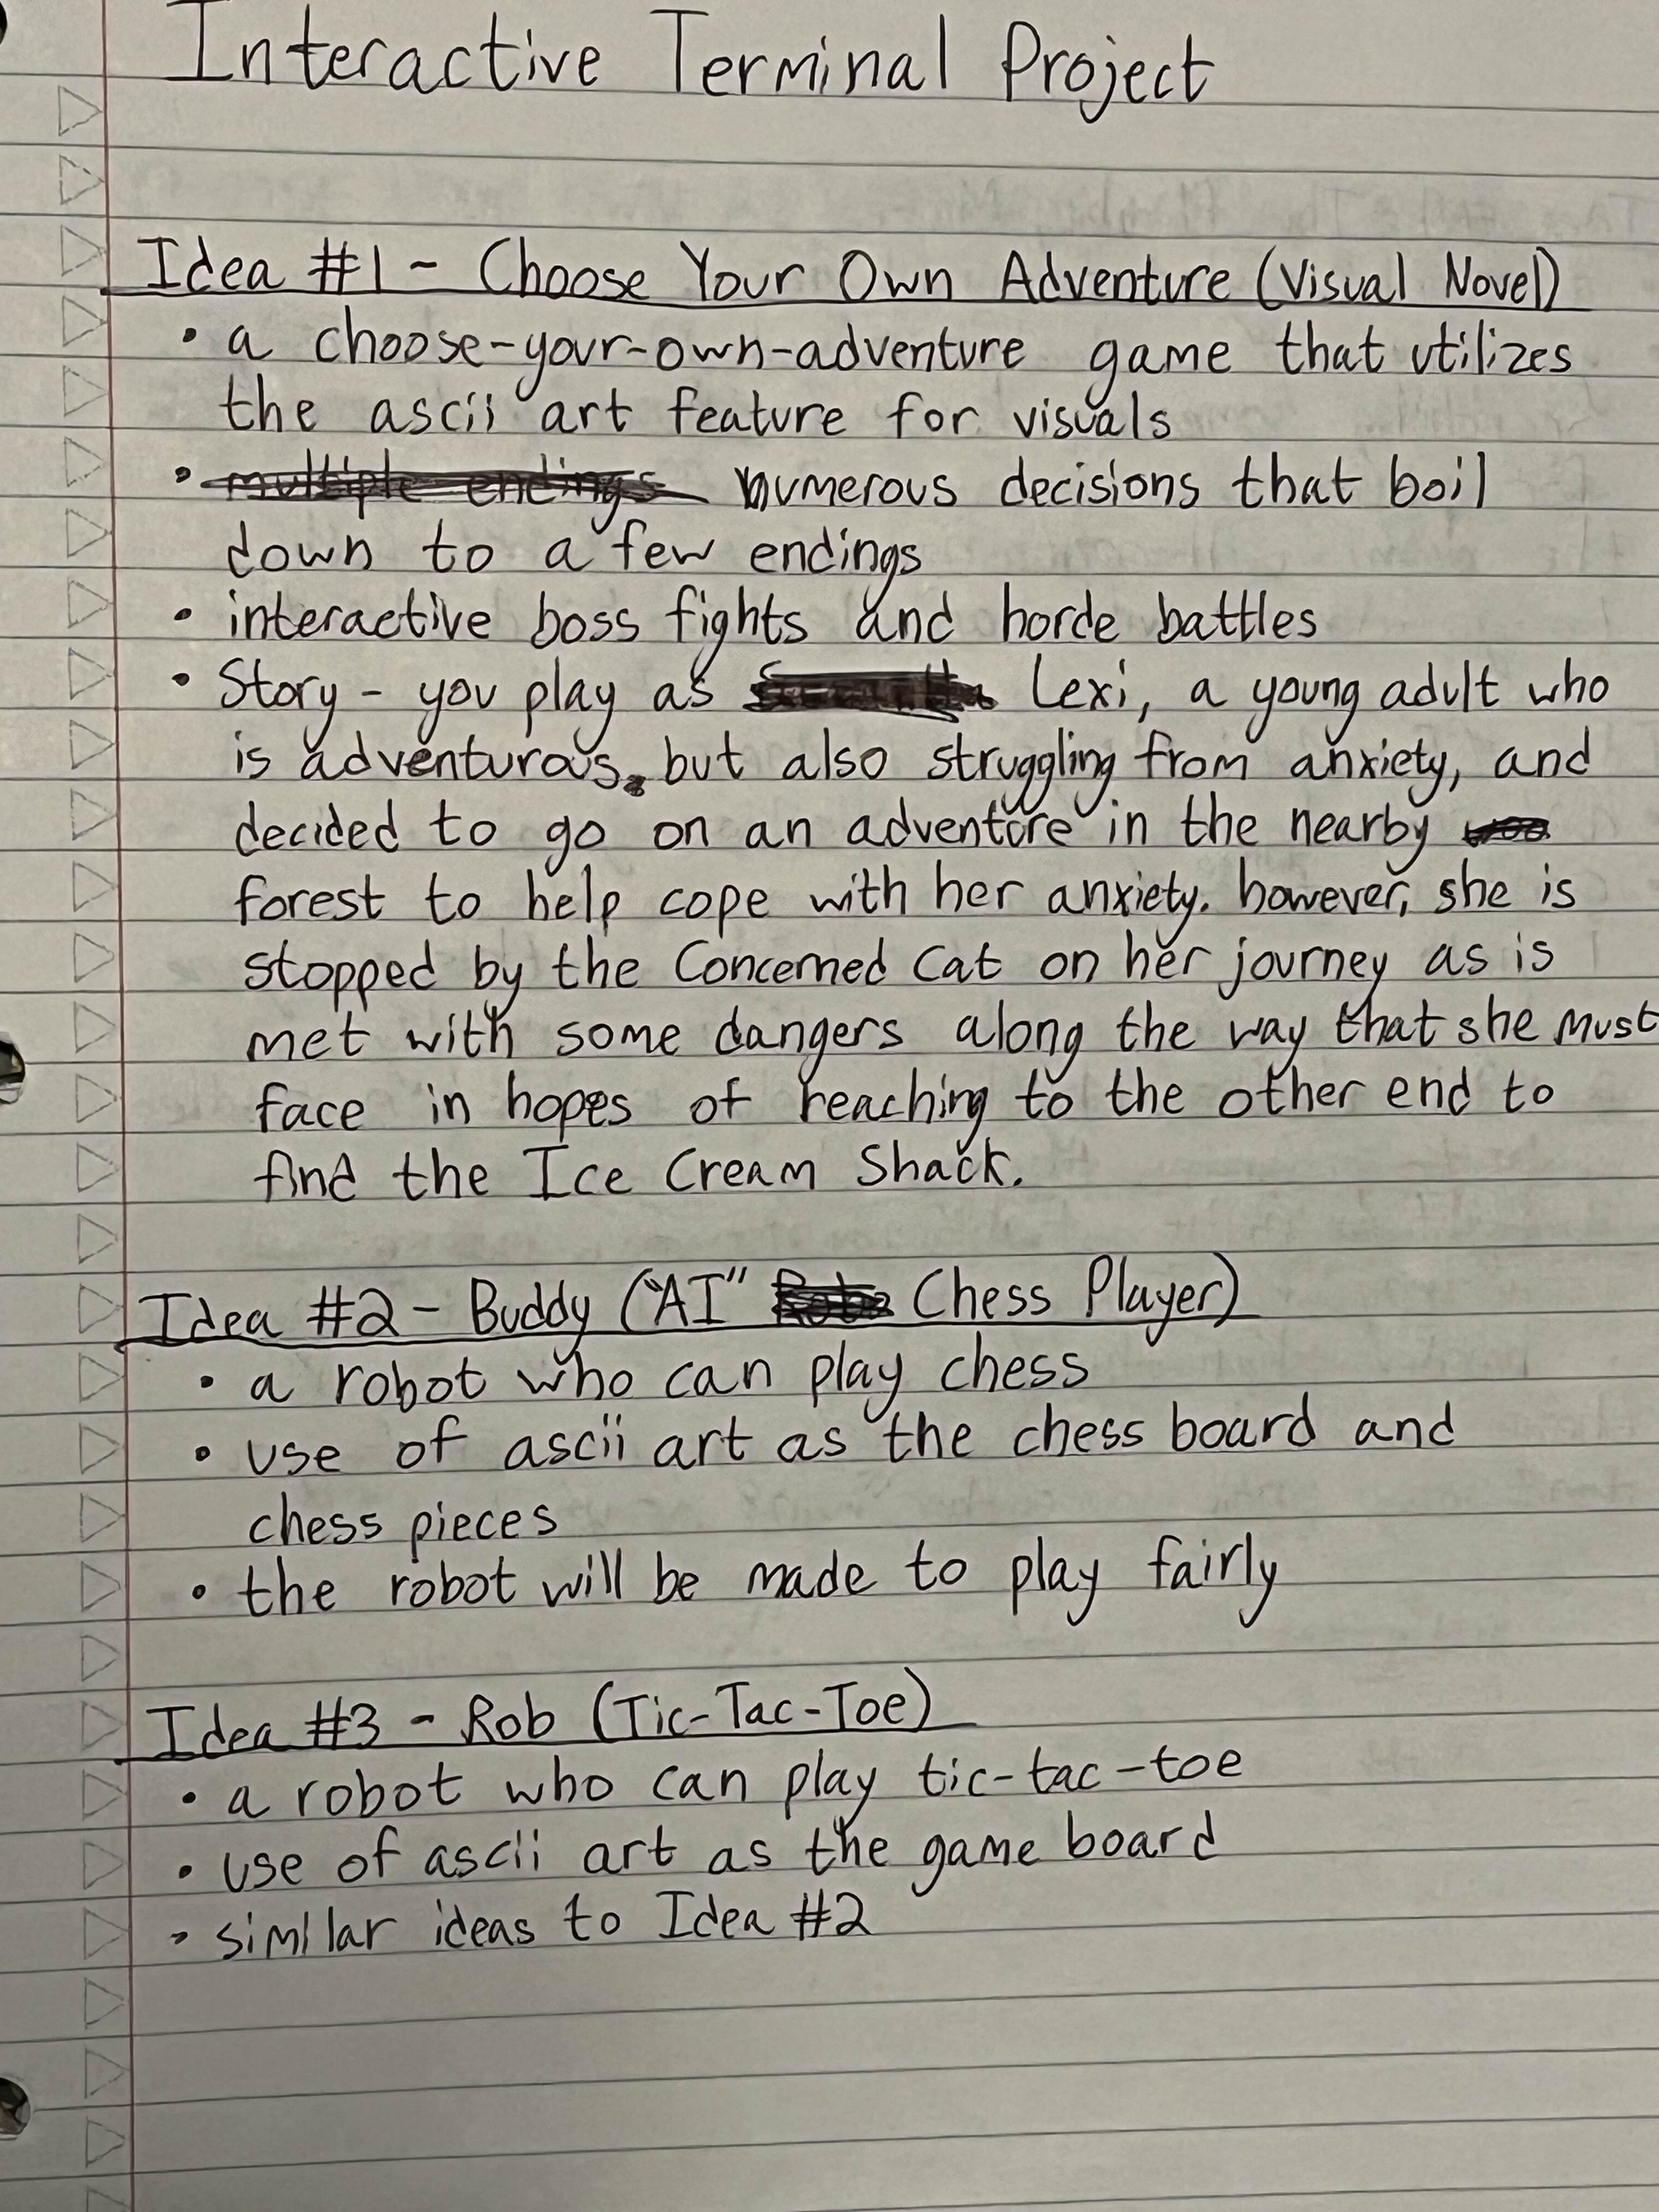 Interactive Terminal Project
Idea #1 - Choose Your Own Adventure (Visual Novel)
• a choose-your-own-adventure game that utilizes
the ascii art feature for visuals
• multiple endings numerous decisions that boil
down to a few endings
• interactive boss fights and horde battles
• Story - you play as Lexi, a young adult who
is adventurous, but also struggling from anxiety, and
decided to go on an adventure in the nearby woo
forest to help cope with her anxiety. however, she is
stopped by the Concerned Cat on her journey as is
met with some dangers along the way that she must
face in hopes of reaching to the other end to
find the Ice Cream Shack.
Idea #2 - Buddy ("AI" Chess Player)
• a robot who can play chess
• use of ascii art as the chess board and
chess pieces
• the robot will be made to play fairly
Idea #3 - Rob (Tic-Tac-Toe)
• a robot who can play tic-tac-toe
• use of ascii art as the game board
• similar ideas to Idea #2